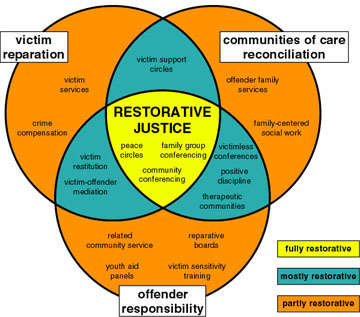 victim
reparation
communities of care
reconciliation
victim support
circles
victim
services
offender family
services
crime
compensation
family-centered
social work
RESTORATIVE
JUSTICE
peace
circles
family group
conferencing
community
conferencing
victim
restitution
victim-offender
mediation
victimless
conferences
positive
discipline
therapeutic
communities
related
community service
reparative
boards
youth aid
panels
victim sensitivity
training
offender
responsibility
fully restorative
mostly restorative
partly restorative